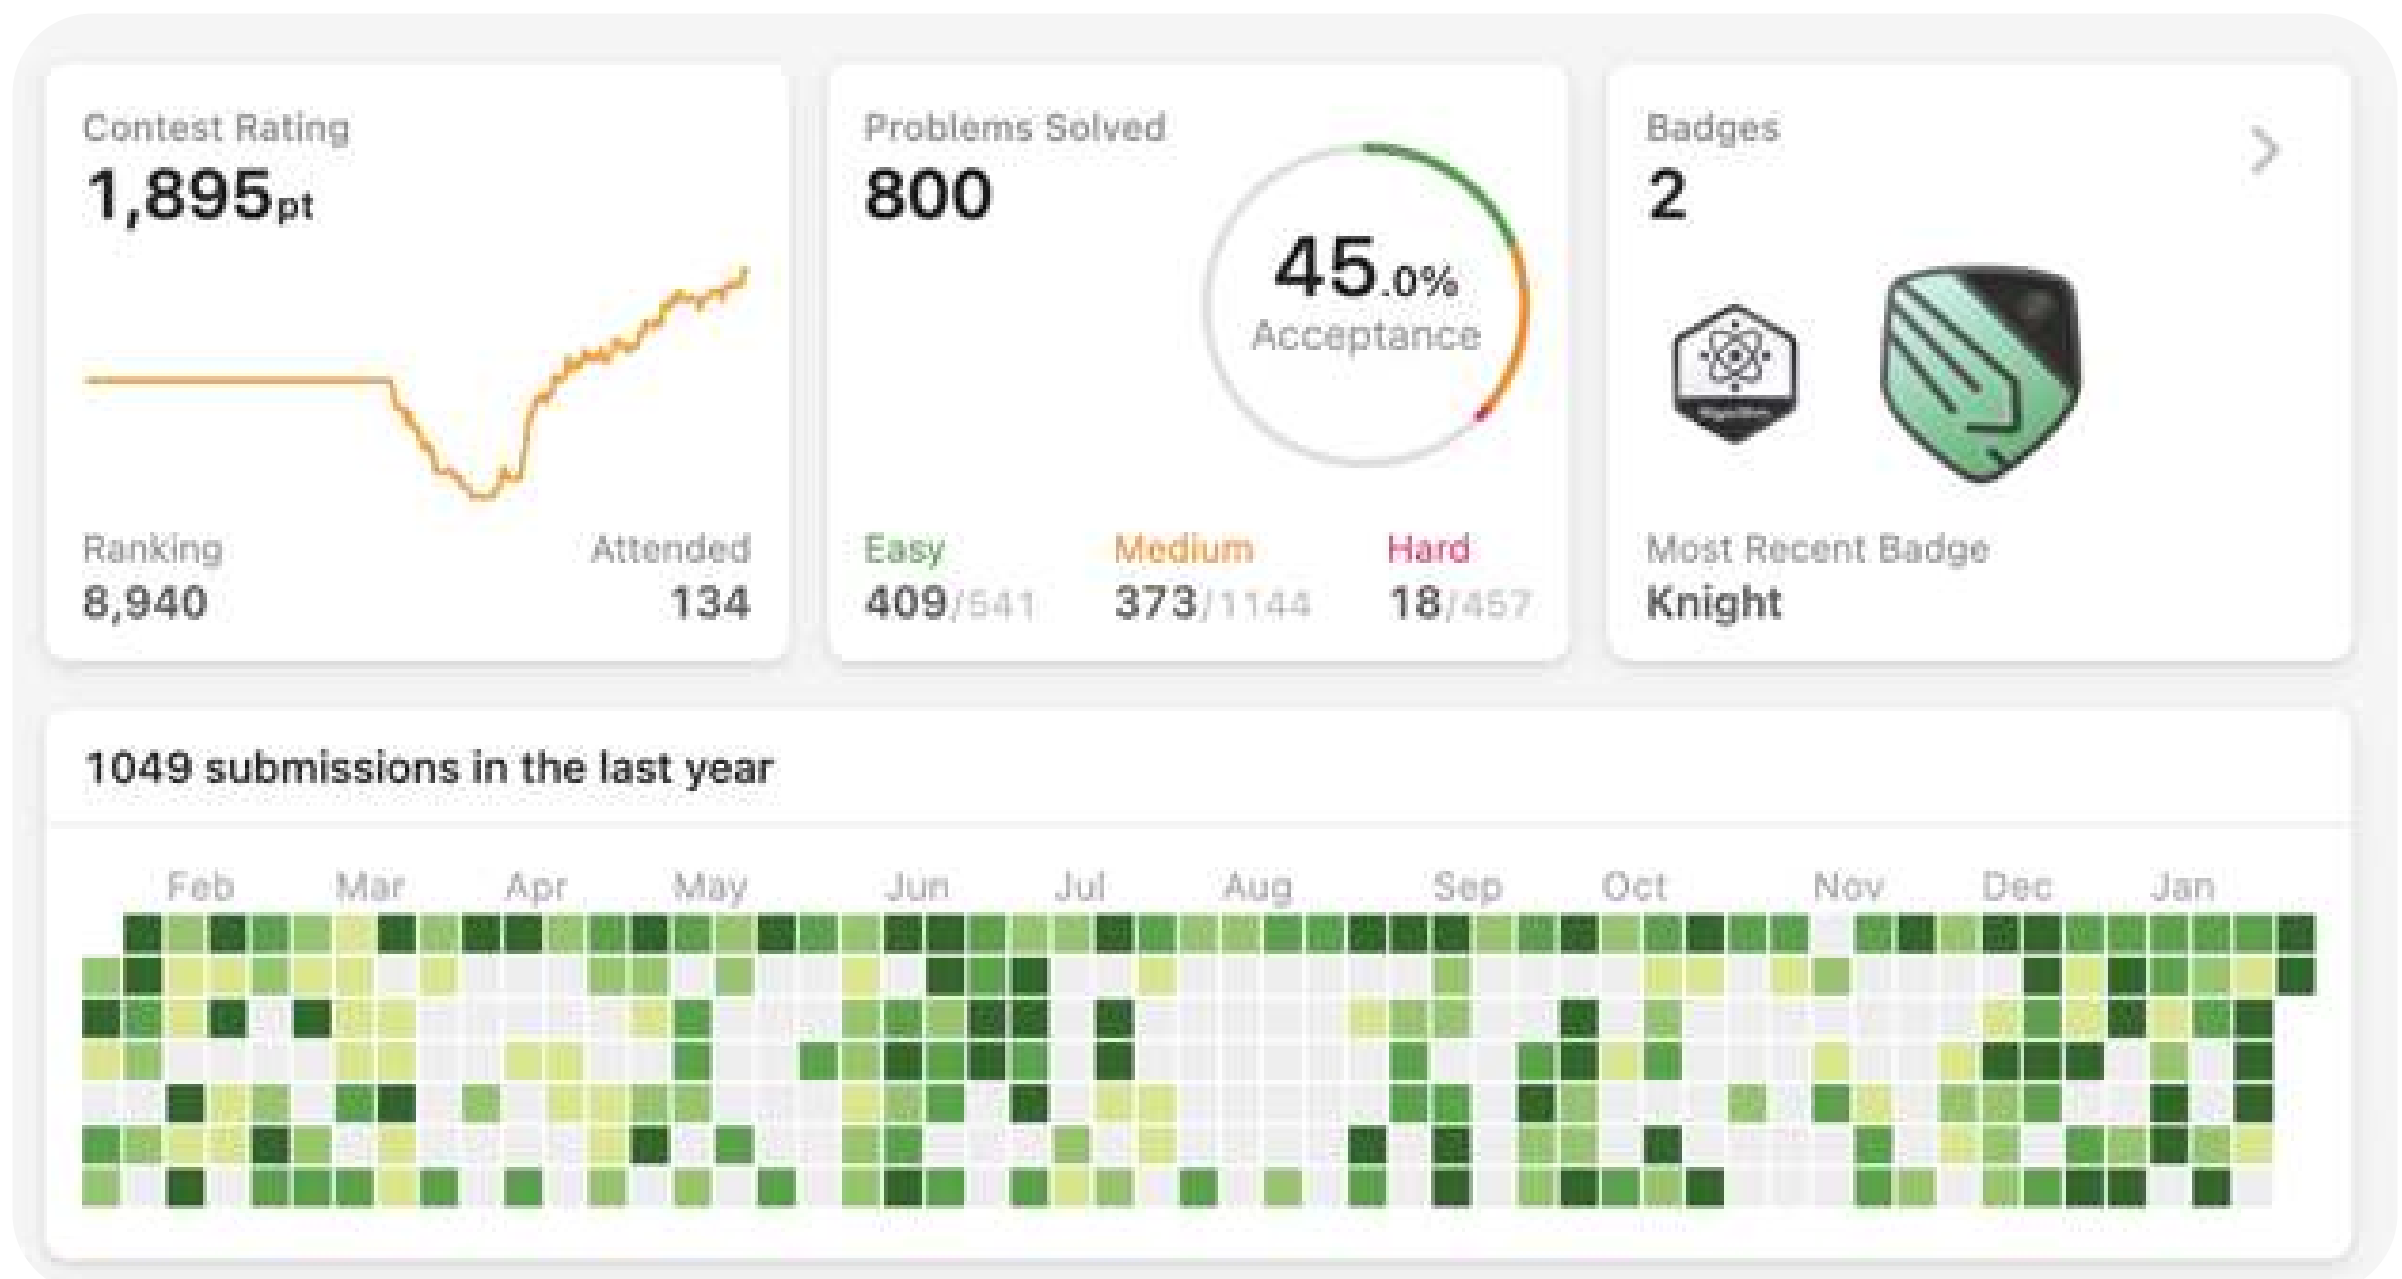 Contest Rating
1,895pt
Ranking
Attended
8,940
134
Problems Solved
800
45.0%
Acceptance
Easy
Medium
Hard
409/541
373/1144
18/457
Badges
2
Most Recent Badge
Knight
1049 submissions in the last year
Feb Mar Apr May Jun Jul Aug Sep Oct Nov Dec Jan